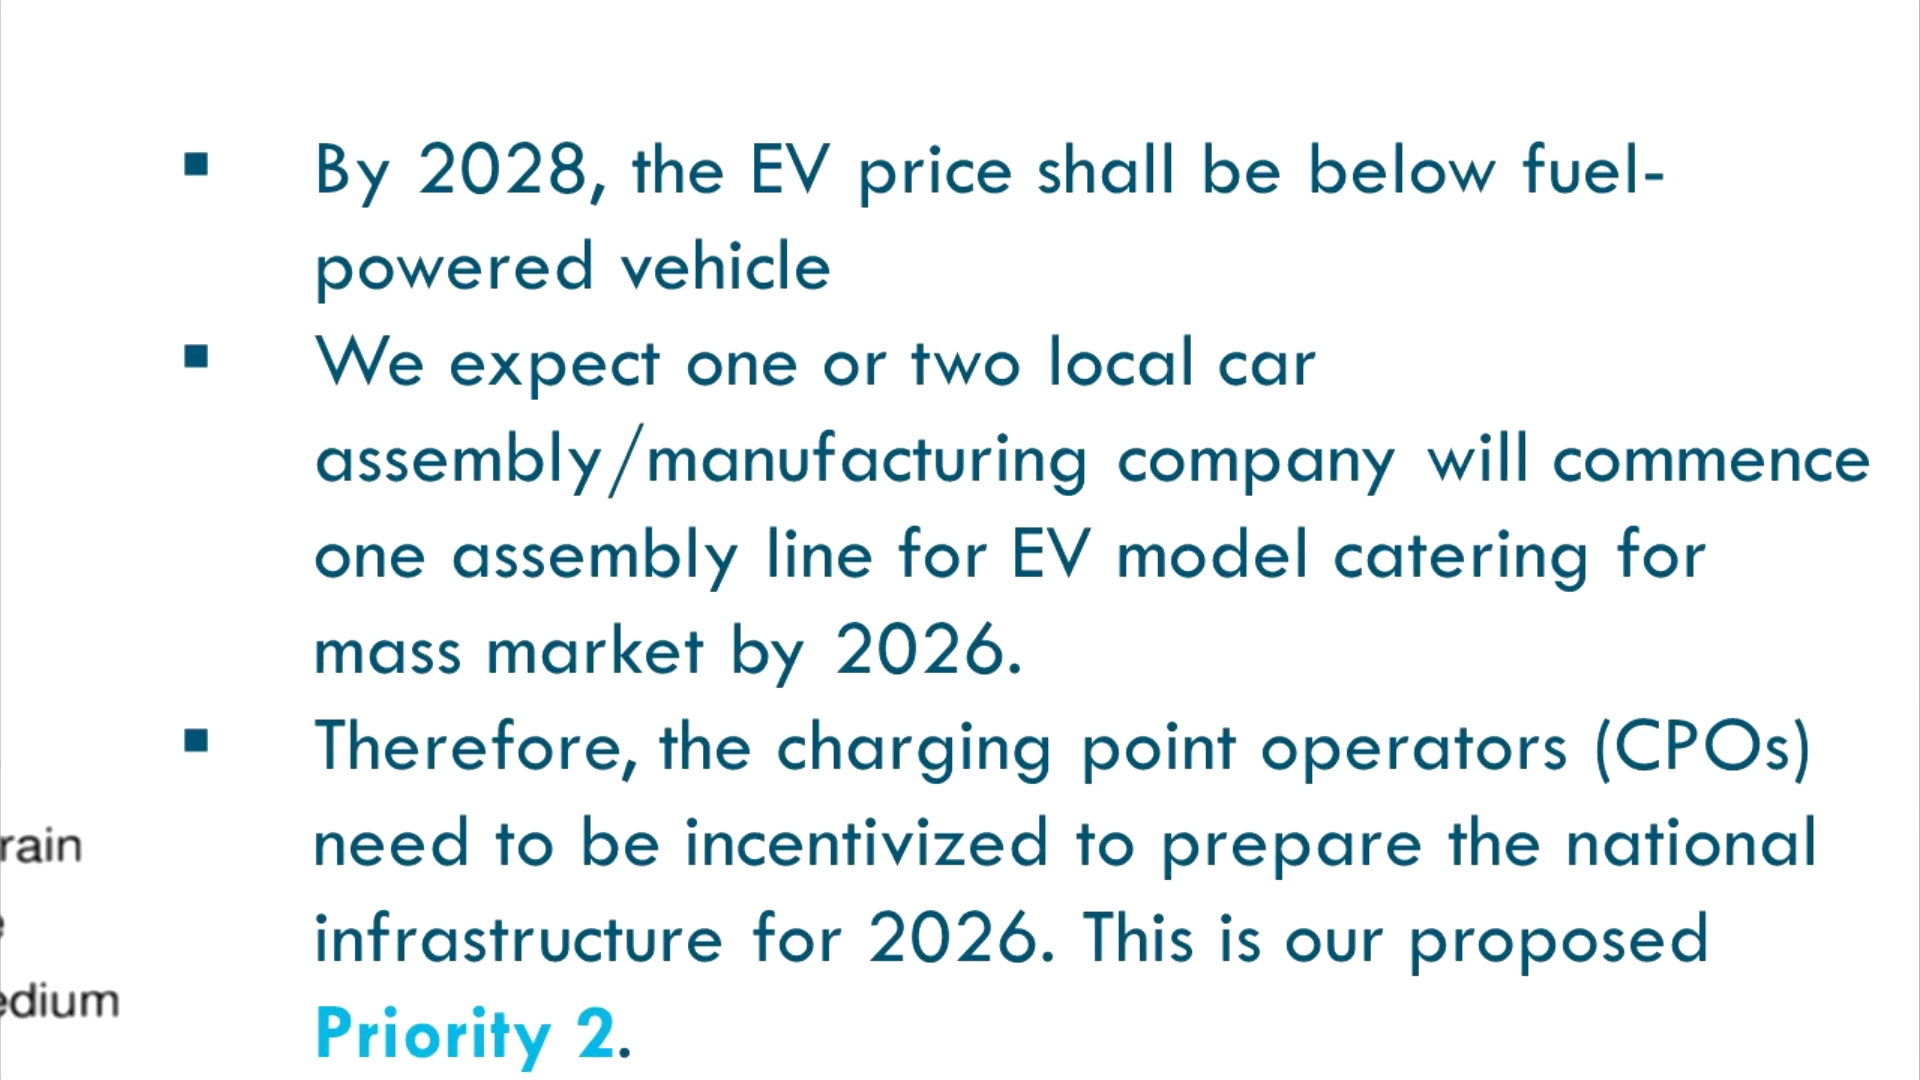 ▪ By 2028, the EV price shall be below fuel-
powered vehicle
▪ We expect one or two local car
assembly/manufacturing company will commence
one assembly line for EV model catering for
mass market by 2026.
▪ Therefore, the charging point operators (CPOs)
need to be incentivized to prepare the national
infrastructure for 2026. This is our proposed
Priority 2.